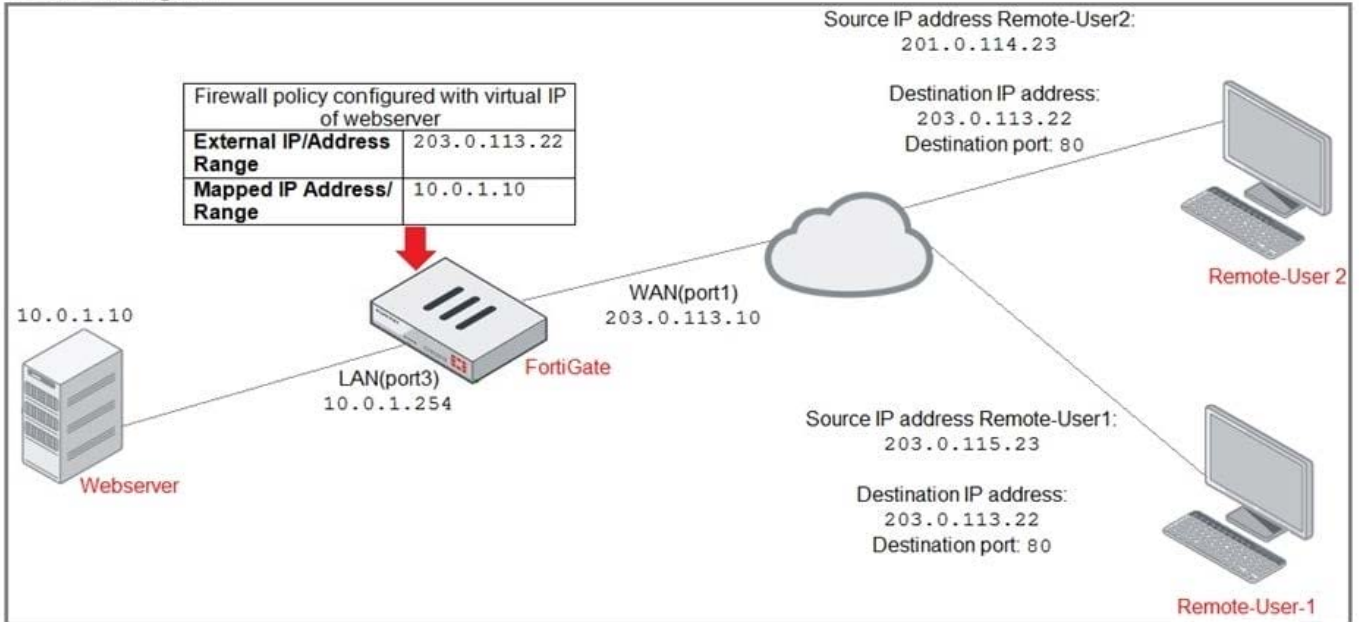 Source IP address Remote-User2:
201.0.114.23
Destination IP address:
203.0.113.22
Destination port: 80
Remote-User 2
Firewall policy configured with virtual IP
of webserver
External IP/Address 203.0.113.22
Range
Mapped IP Address/ 10.0.1.10
Range
WAN(port1)
203.0.113.10
FortiGate
LAN(port3)
10.0.1.254
10.0.1.10
Webserver
Source IP address Remote-User1:
203.0.115.23
Destination IP address:
203.0.113.22
Destination port: 80
Remote-User-1